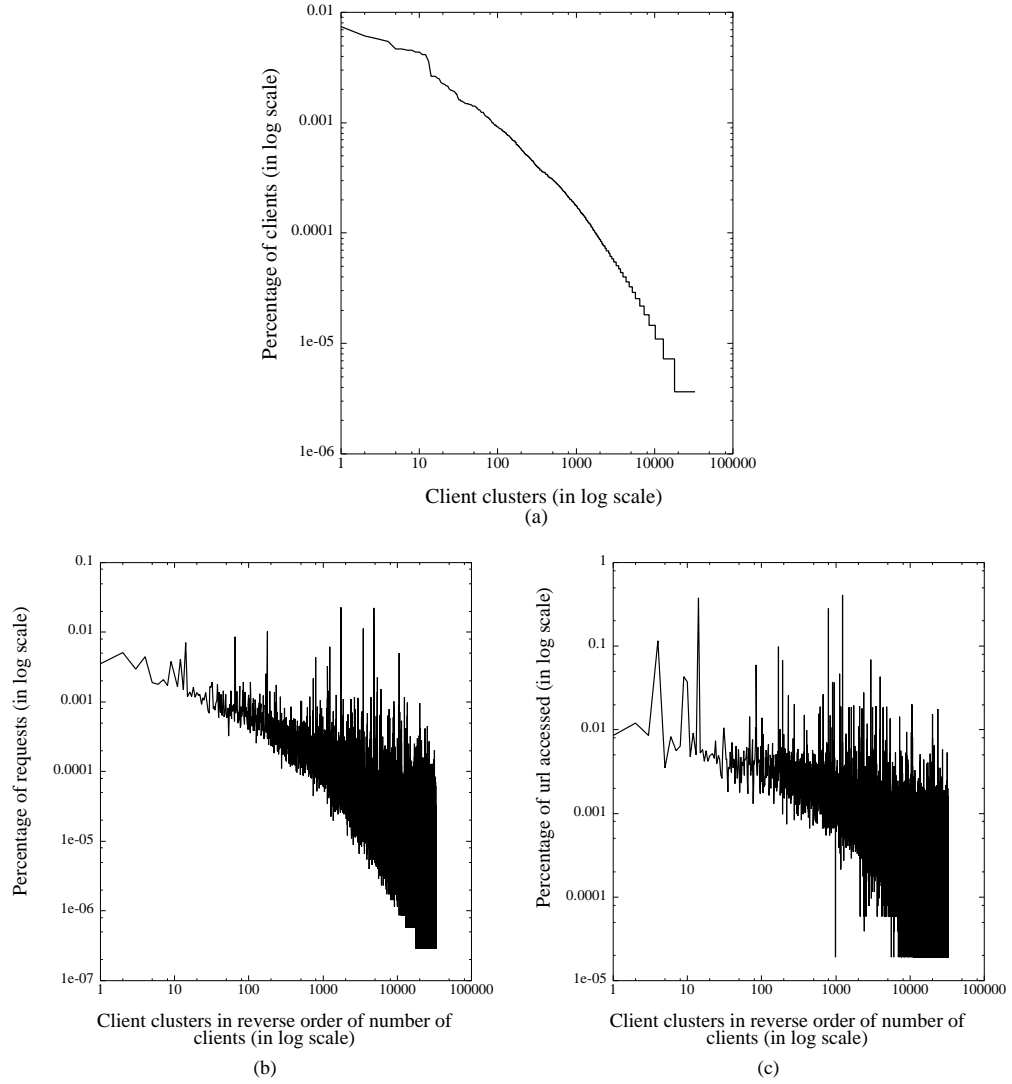 0.01
0.001
0.0001
1e-05
1e-06
Percentage of clients (in log scale)
1 10 100 1000 10000 100000
Client clusters (in log scale)
(a)
0.1
0.01
0.001
0.0001
1e-05
1e-06
1e-07
Percentage of requests (in log scale)
1 10 100 1000 10000 100000
Client clusters in reverse order of number of
clients (in log scale)
(b)
1
0.1
0.01
0.001
0.0001
1e-05
Percentage of url accessed (in log scale)
1 10 100 1000 10000 100000
Client clusters in reverse order of number of
clients (in log scale)
(c)